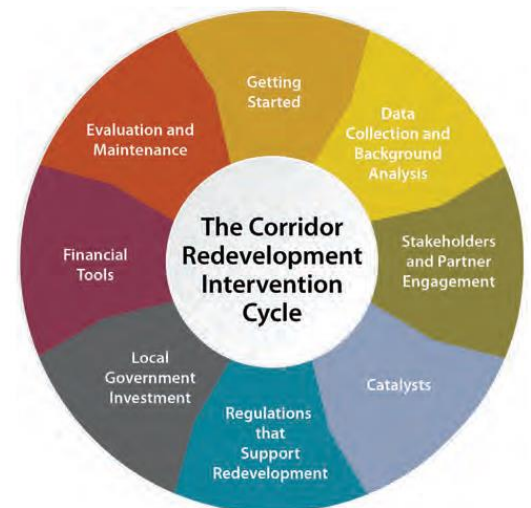 The Corridor
Redevelopment
Intervention
Cycle
Getting
Started
Data
Collection and
Background
Analysis
Stakeholders
and Partner
Engagement
Catalysts
Regulations
that
Support
Redevelopment
Local
Government
Investment
Financial
Tools
Evaluation and
Maintenance